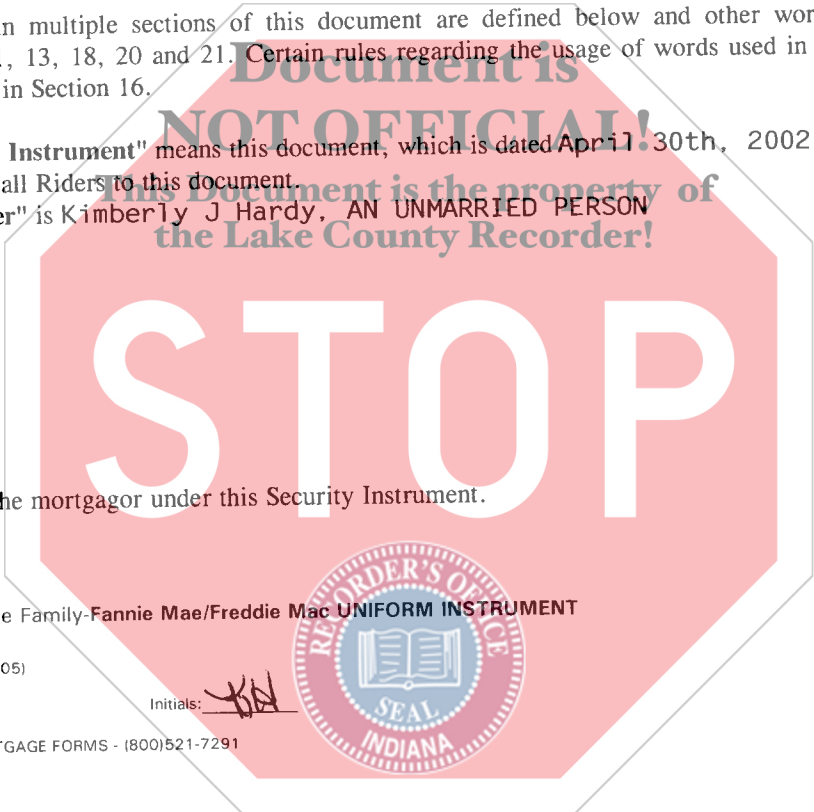 n multiple sections of this document are defined below and other wor
., 13, 18, 20 and 21. Certain rules regarding the usage of words used in
in Section 16.
Document is
NOT OFFICIAL!
Instrument" means this document, which is dated April 30th, 2002
all Riders to this document.
This Document is the property of
er" is Kimberly J Hardy, AN UNMARRIED PERSON
the Lake County Recorder!
STOP
he mortgagor under this Security Instrument.
e Family-Fannie Mae/Freddie Mac UNIFORM INSTRUMENT
05)
Initials: KJH
TGAGE FORMS - (800)521-7291
RECORDER'S OFFICE
SEAL
INDIANA